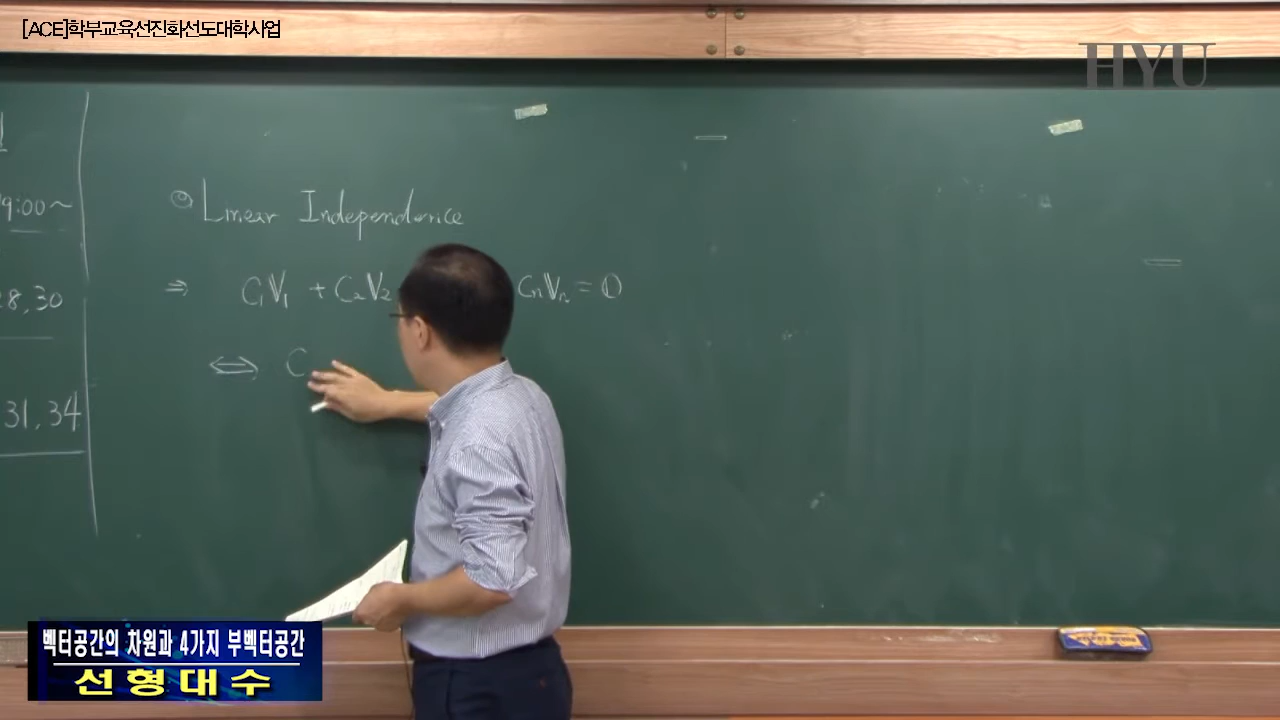 [ACE]학부교육선진화선도대학사업
HYU
9:00~
28,30
31,34
◎ Linear Independence
⇒ C₁V₁ + C₂V₂ CnVn = 0
⇔ C
벡터공간의 차원과 4가지 부벡터공간
선형대수